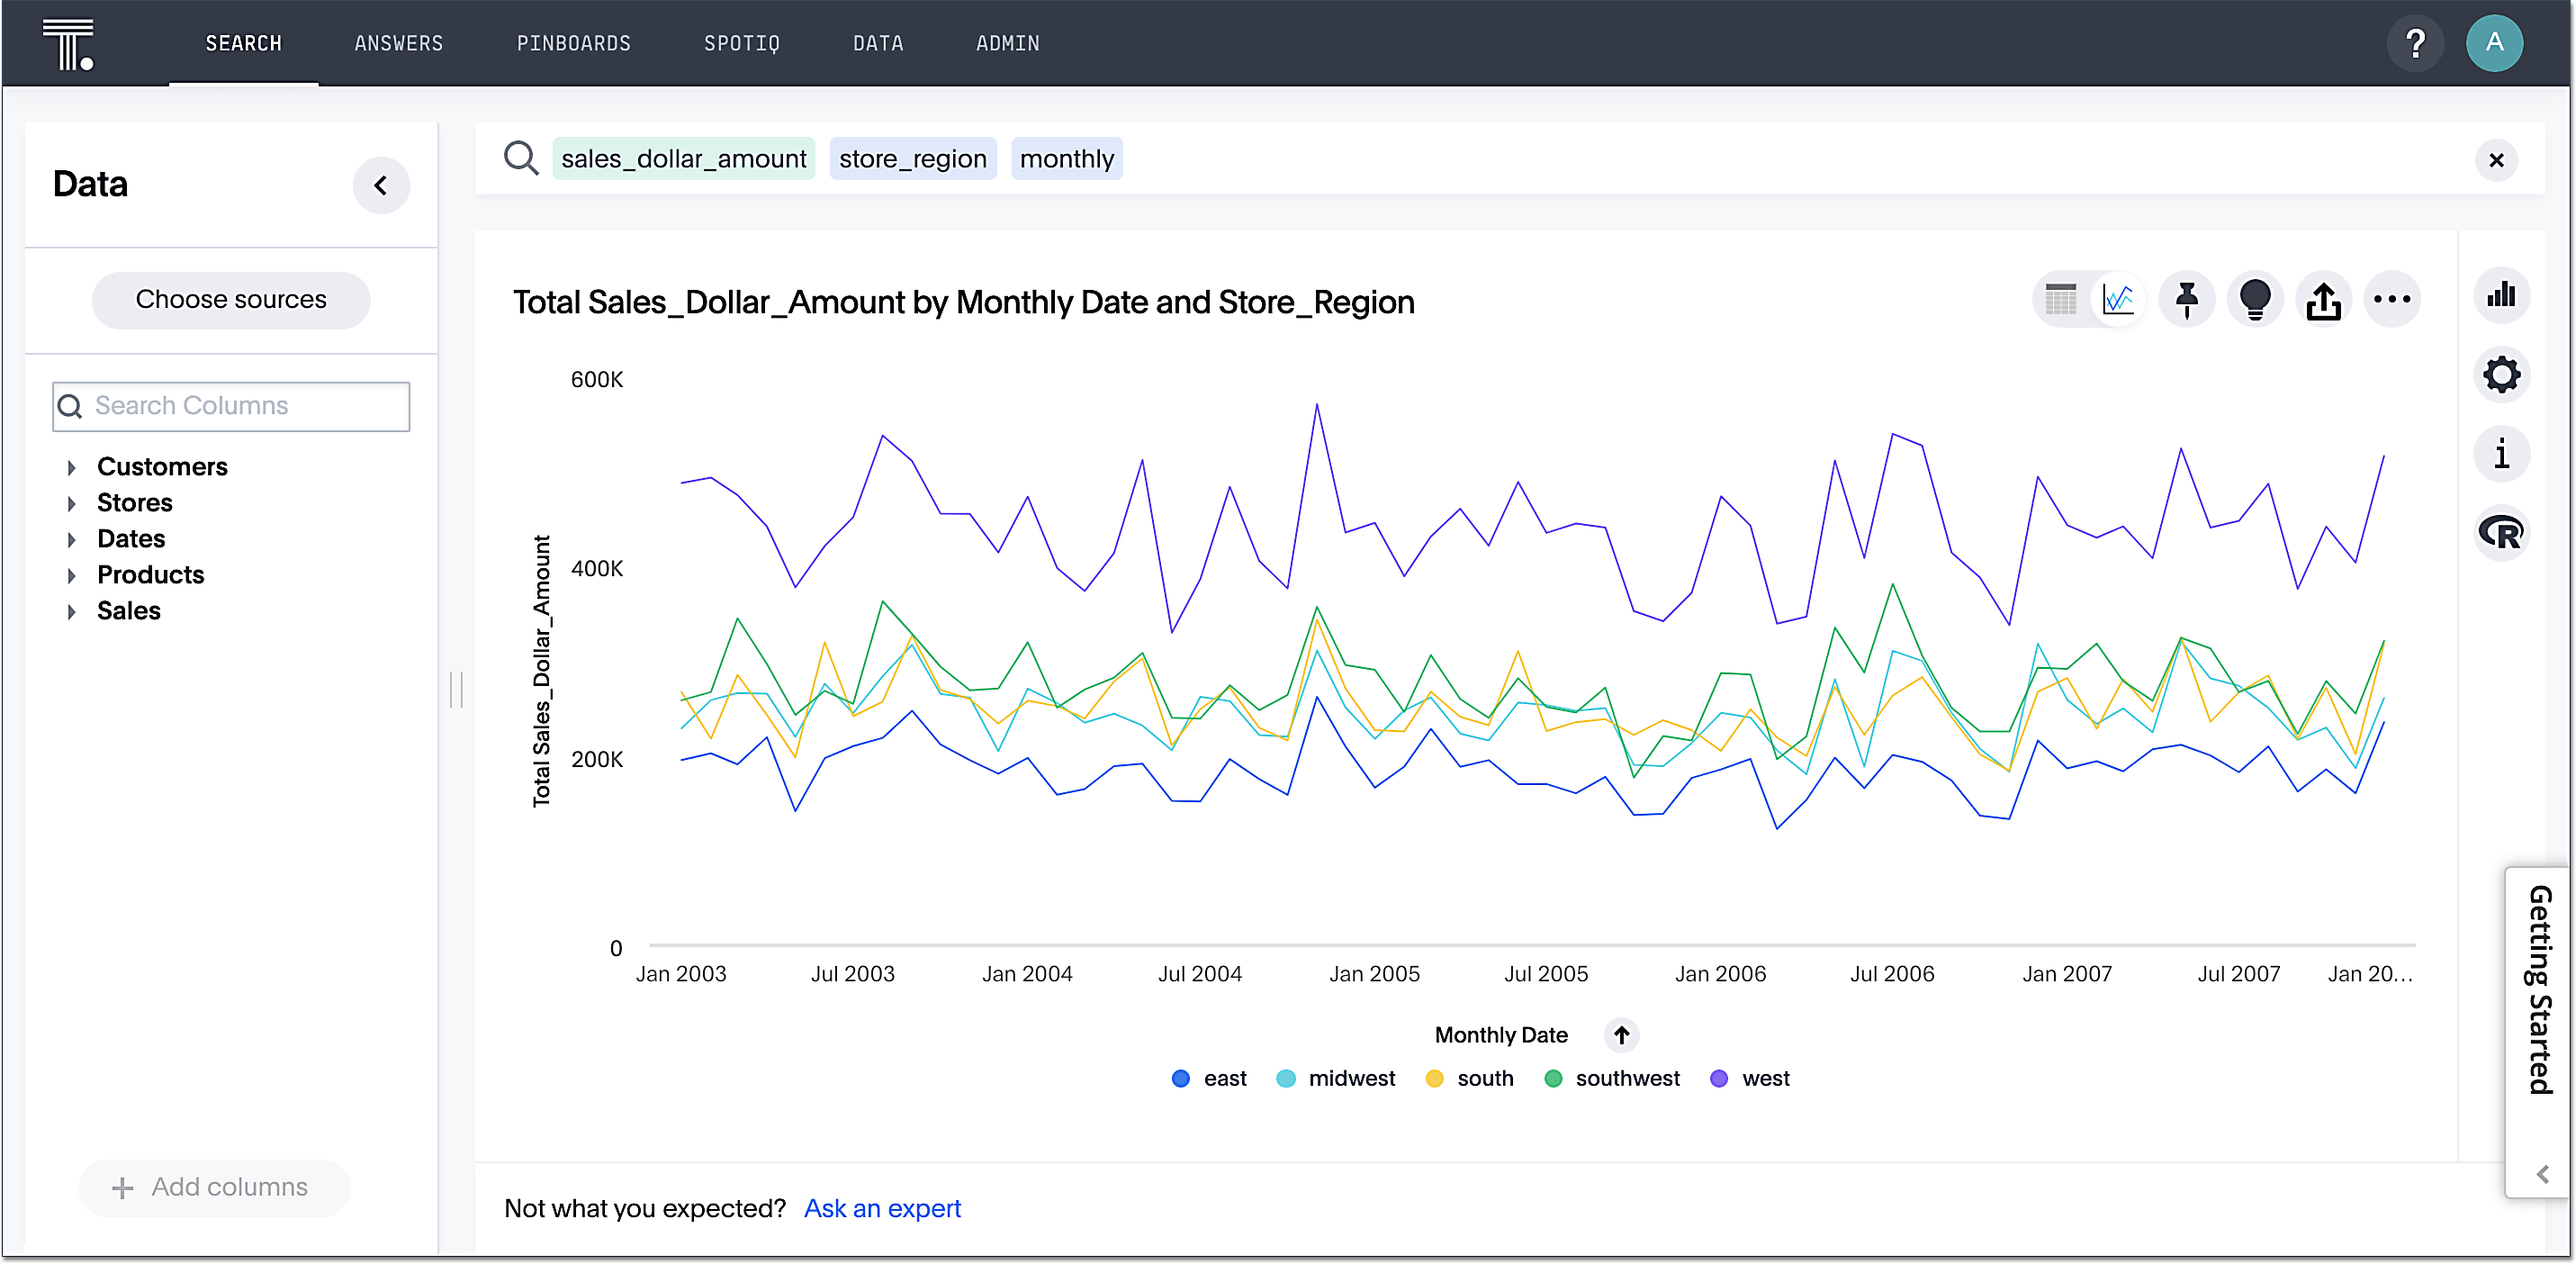 T.
SEARCH ANSWERS PINBOARDS SPOTIQ DATA ADMIN
? A
Data
Choose sources
Search Columns
Customers
Stores
Dates
Products
Sales
+ Add columns
sales_dollar_amount store_region monthly
Total Sales_Dollar_Amount by Monthly Date and Store_Region
Total Sales_Dollar_Amount
600K
400K
200K
0
Jan 2003 Jul 2003 Jan 2004 Jul 2004 Jan 2005 Jul 2005 Jan 2006 Jul 2006 Jan 2007 Jul 2007 Jan 20...
Monthly Date
east midwest south southwest west
Not what you expected? Ask an expert
i
R
Getting Started